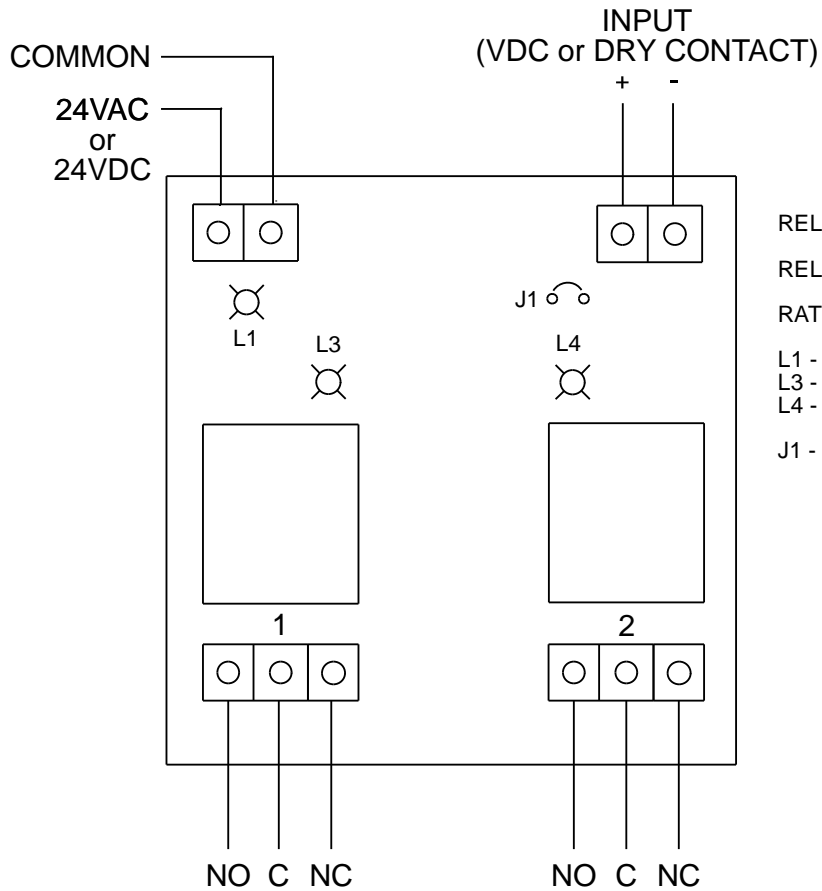 INPUT
(VDC or DRY CONTACT)
+ -
COMMON
24VAC
or
24VDC
REL
REL
RAT
J1
L1
L3
L4
L1 -
L3 -
L4 -
J1 -
1
2
NO C NC
NO C NC